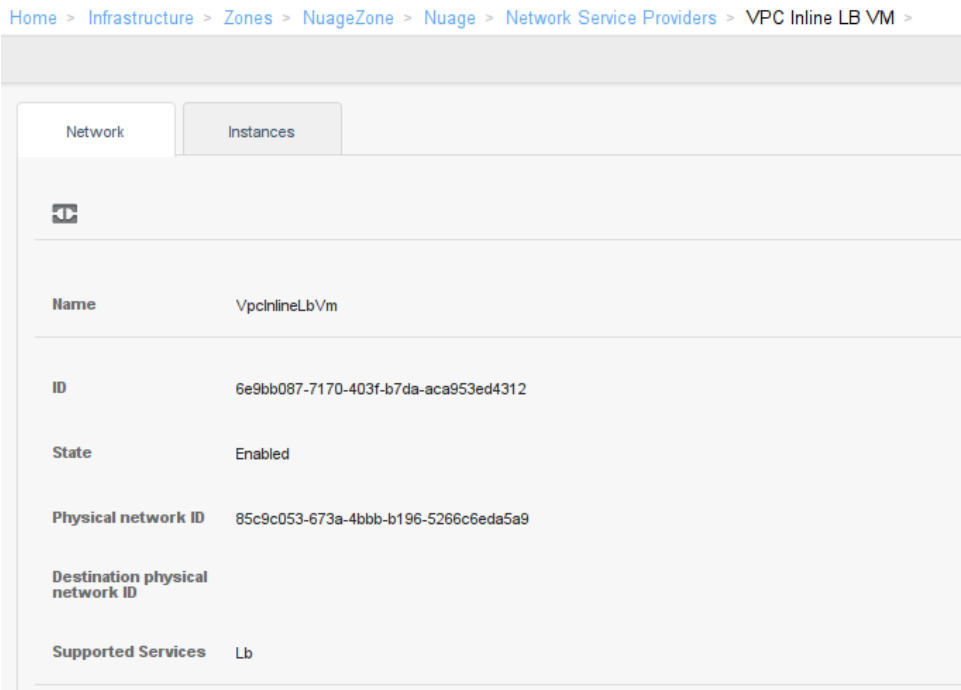 Home > Infrastructure > Zones > NuageZone > Nuage > Network Service Providers > VPC Inline LB VM >
Network Instances
Name VpcInlineLbVm
ID 6e9bb087-7170-403f-b7da-aca953ed4312
State Enabled
Physical network ID 85c9c053-673a-4bbb-b196-5266c6eda5a9
Destination physical
network ID
Supported Services Lb